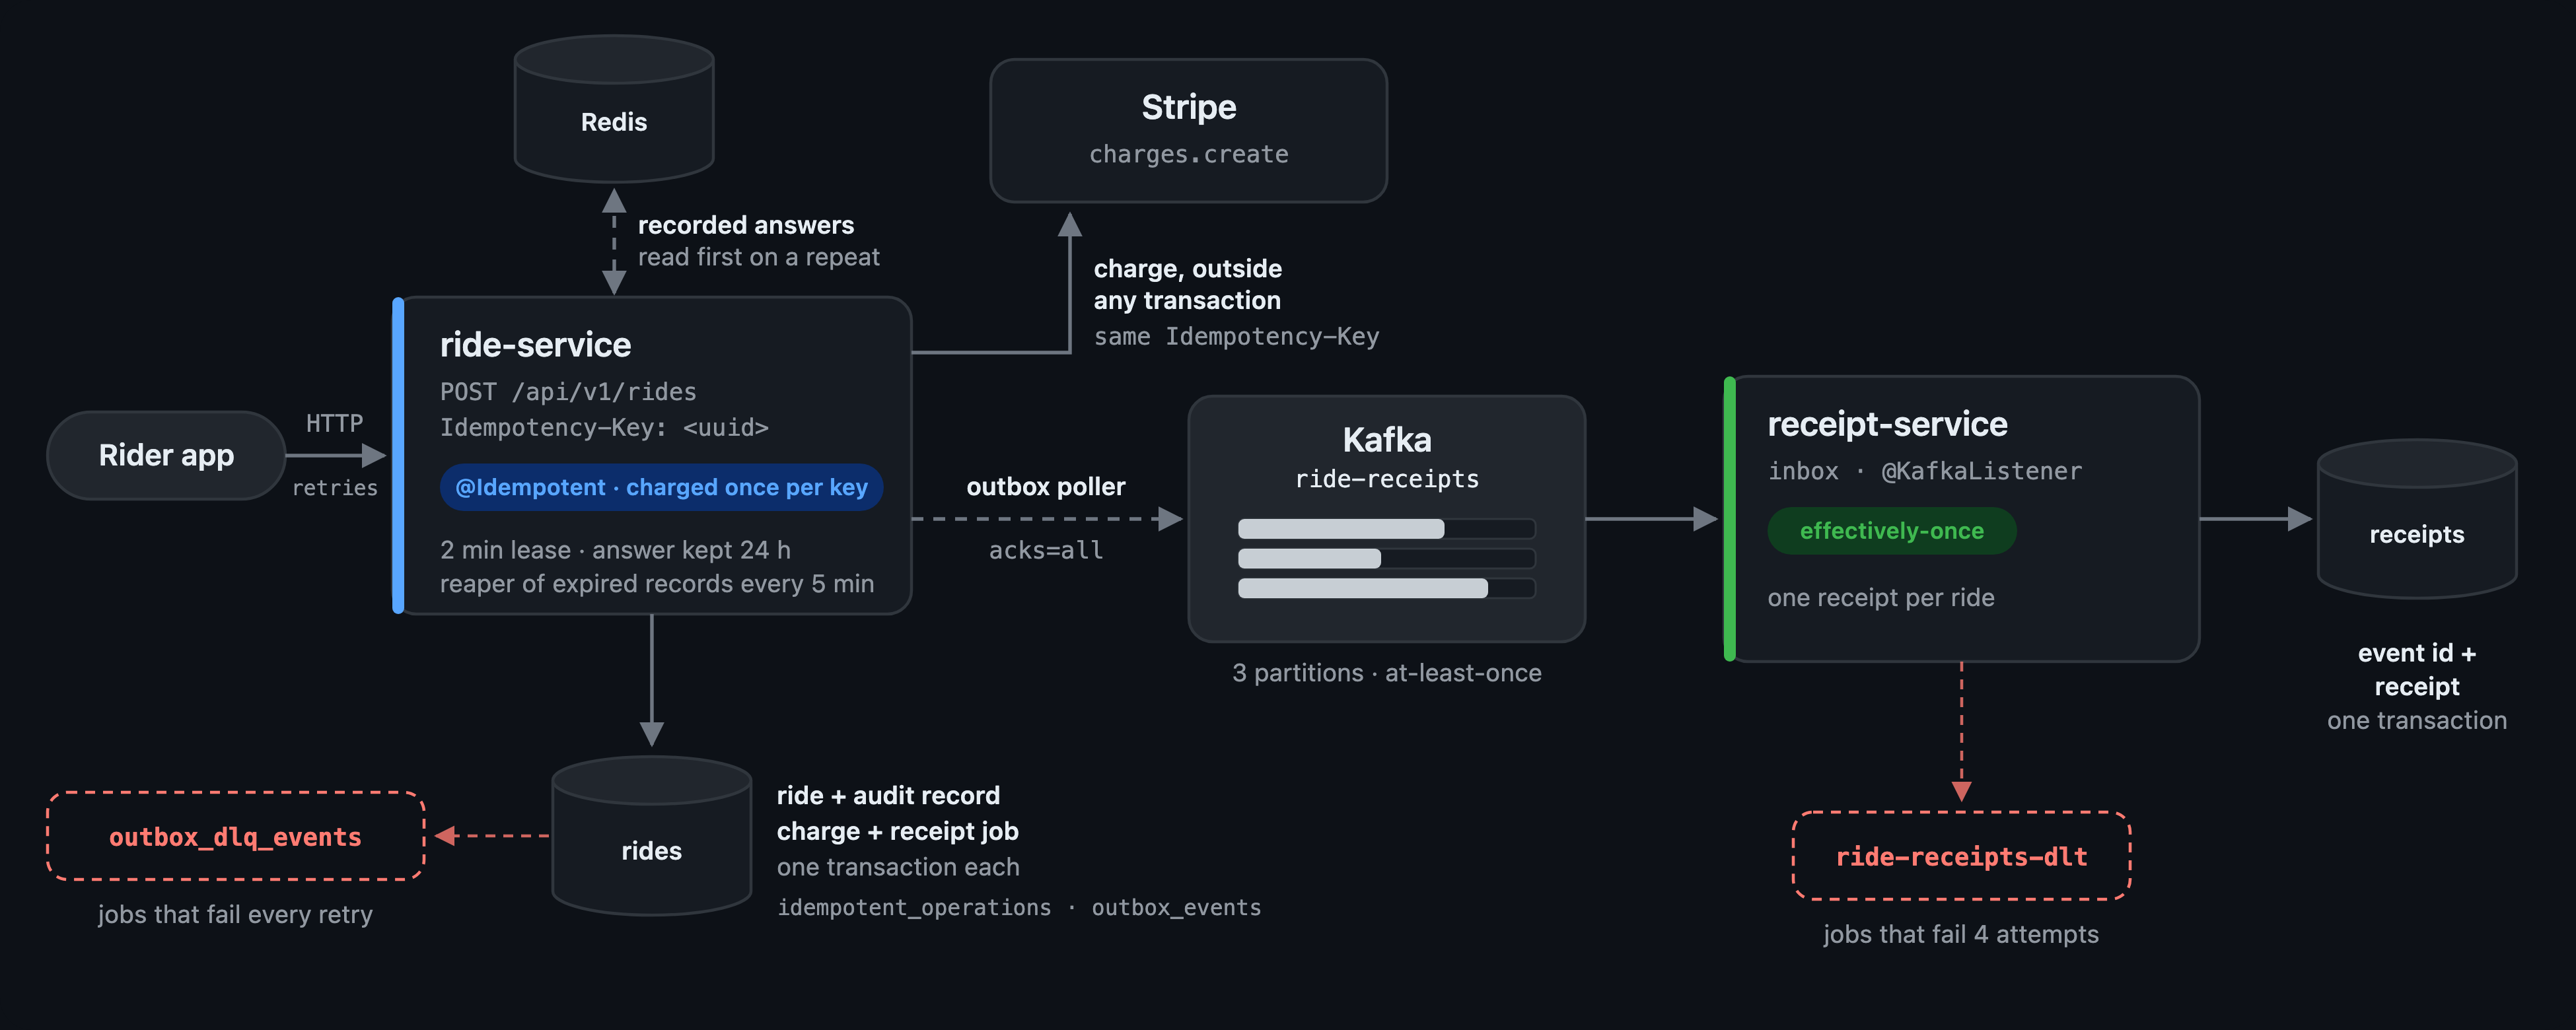 Redis
Stripe
charges.create
recorded answers
read first on a repeat
charge, outside
any transaction
same Idempotency-Key
Rider app
HTTP
retries
ride-service
POST /api/v1/rides
Idempotency-Key: <uuid>
@Idempotent · charged once per key
2 min lease · answer kept 24 h
reaper of expired records every 5 min
outbox poller
acks=all
Kafka
ride-receipts
3 partitions · at-least-once
receipt-service
inbox · @KafkaListener
effectively-once
one receipt per ride
receipts
event id +
receipt
one transaction
outbox_dlq_events
jobs that fail every retry
rides
ride + audit record
charge + receipt job
one transaction each
idempotent_operations · outbox_events
ride-receipts-dlt
jobs that fail 4 attempts